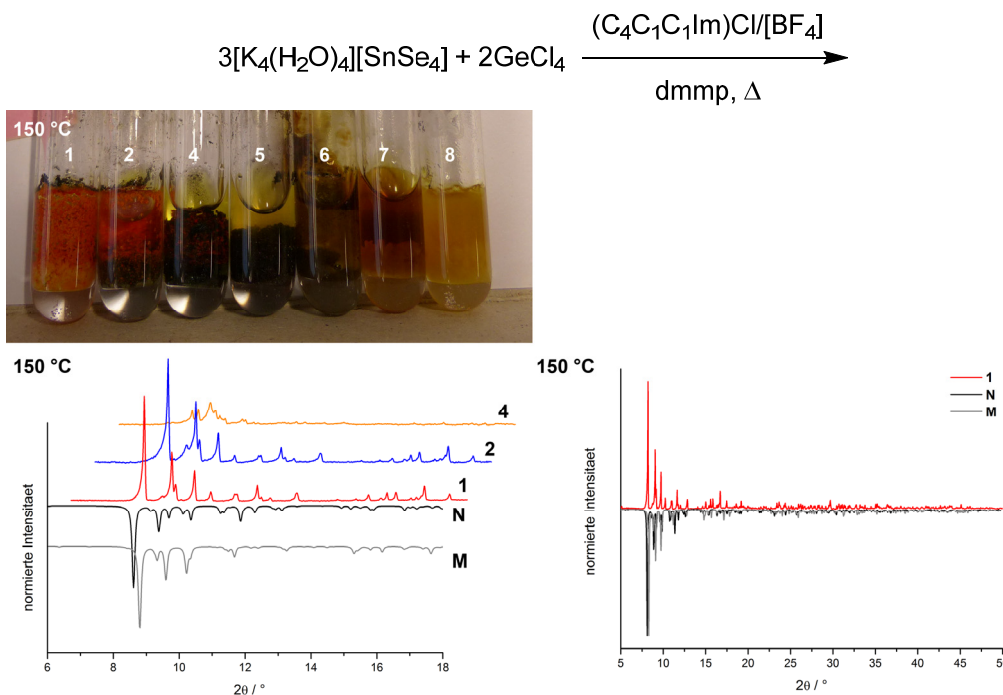 (C₄C₁C₁Im)Cl/[BF₄]
3[K₄(H₂O)₄][SnSe₄] + 2GeCl₄
dmmp, Δ
150 °C
1 2 4 5 6 7 8
150 °C
4
2
1
N
M
normierte Intensitaet
6 8 10 12 14 16 18
2θ / °
150 °C
1
N
M
normierte Intensitaet
5 10 15 20 25 30 35 40 45 50
2θ / °